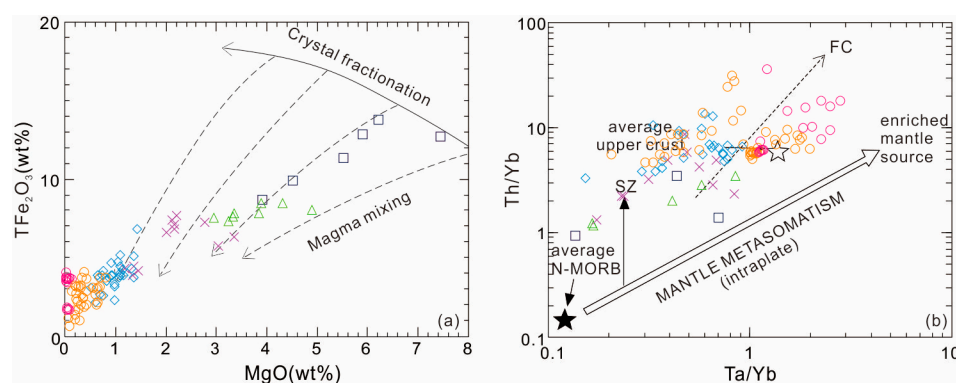 20
10
0
TFe₂O₃(wt%)
Crystal fractionation
Magma mixing
(a)
0 1 2 3 4 5 6 7 8
MgO(wt%)
100
10
1
0.1
Th/Yb
FC
average
upper crust
SZ
enriched
mantle
source
average
N-MORB
MANTLE METASOMATISM
(intraplate)
(b)
0.1 1 10
Ta/Yb